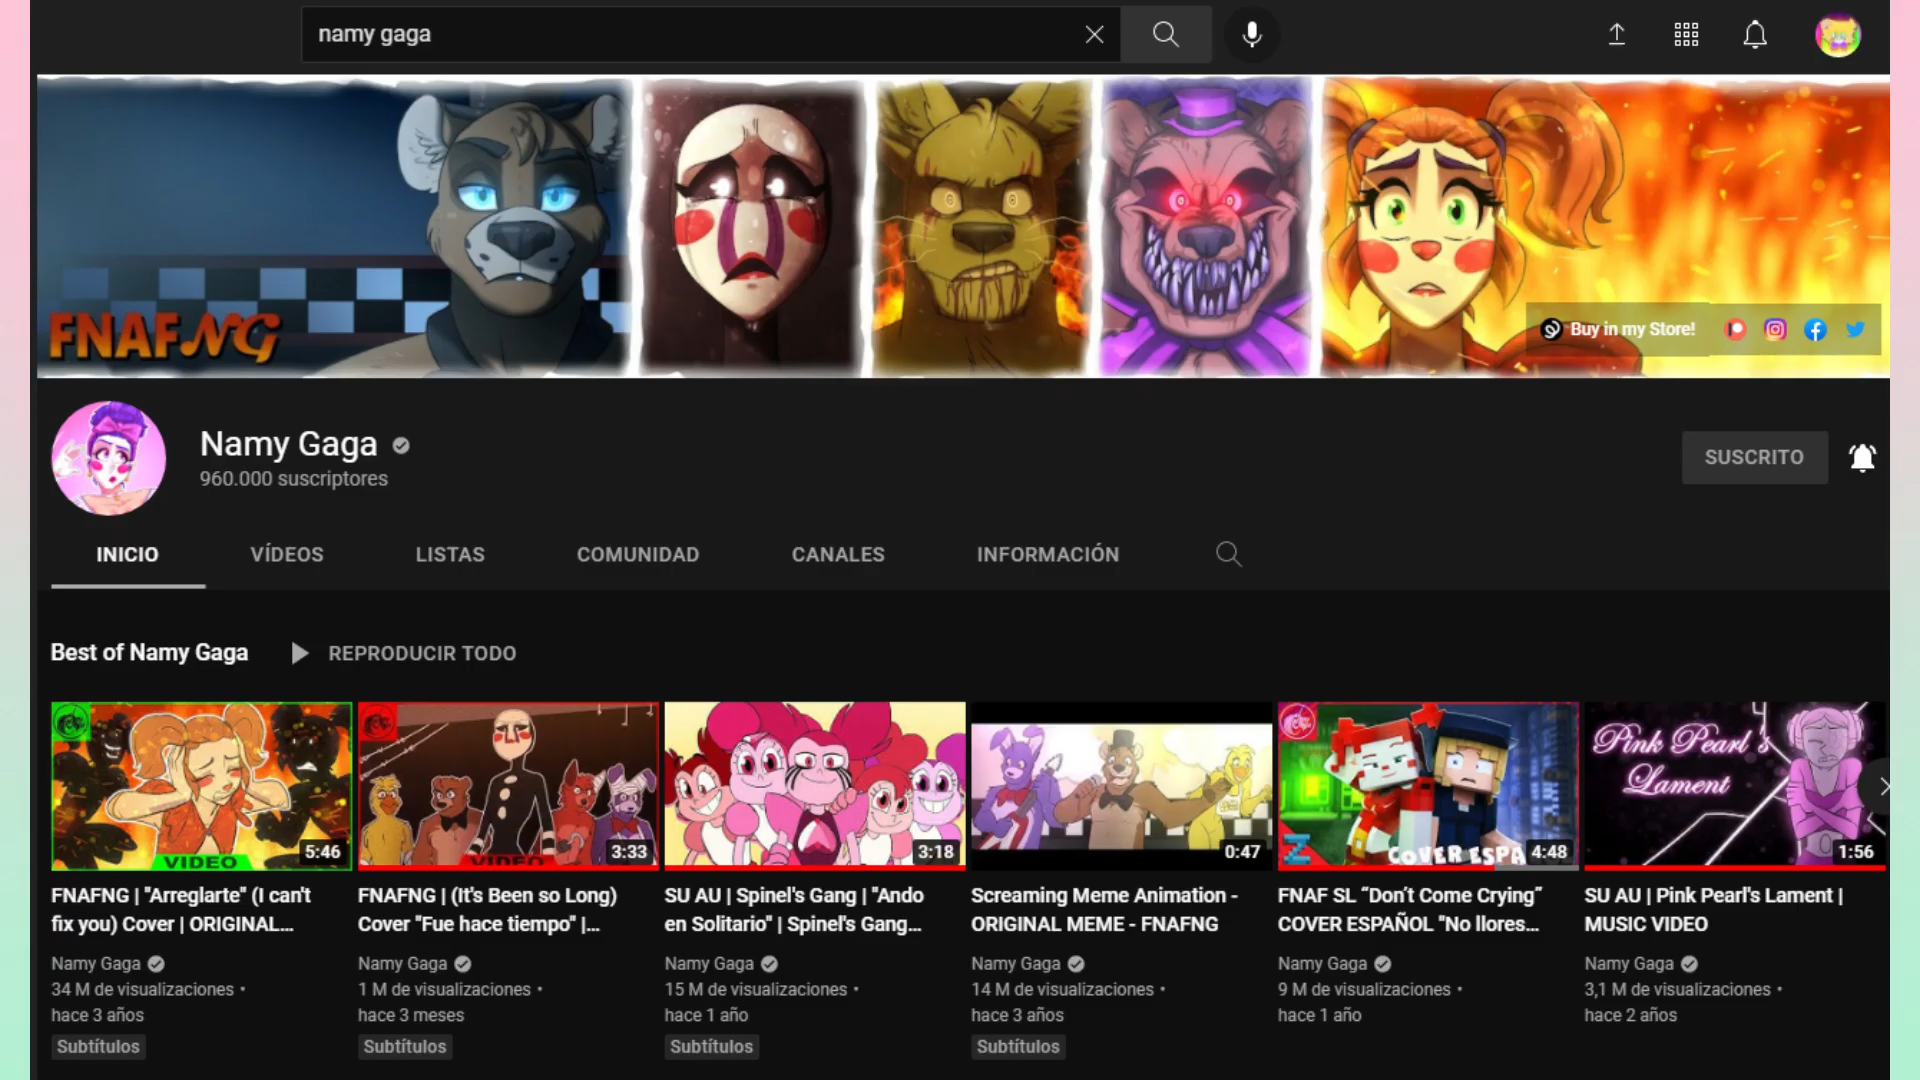 namy gaga
FNAFNG
Buy in my Store!
Namy Gaga
960.000 suscriptores
SUSCRITO
INICIO
VÍDEOS
LISTAS
COMUNIDAD
CANALES
INFORMACIÓN
Best of Namy Gaga
REPRODUCIR TODO
VIDEO
5:46
VIDEO
3:33
3:18
0:47
COVER ESPA
4:48
Pink Pearl's
Lament
1:56
FNAFNG | "Arreglarte" (I can't
fix you) Cover | ORIGINAL...
Namy Gaga
34 M de visualizaciones •
hace 3 años
Subtítulos
FNAFNG | (It's Been so Long)
Cover "Fue hace tiempo" |...
Namy Gaga
1 M de visualizaciones •
hace 3 meses
Subtítulos
SU AU | Spinel's Gang | "Ando
en Solitario" | Spinel's Gang...
Namy Gaga
15 M de visualizaciones •
hace 1 año
Subtítulos
Screaming Meme Animation -
ORIGINAL MEME - FNAFNG
Namy Gaga
14 M de visualizaciones •
hace 3 años
Subtítulos
FNAF SL “Don’t Come Crying”
COVER ESPAÑOL "No llores...
Namy Gaga
9 M de visualizaciones •
hace 1 año
SU AU | Pink Pearl's Lament |
MUSIC VIDEO
Namy Gaga
3,1 M de visualizaciones •
hace 2 años